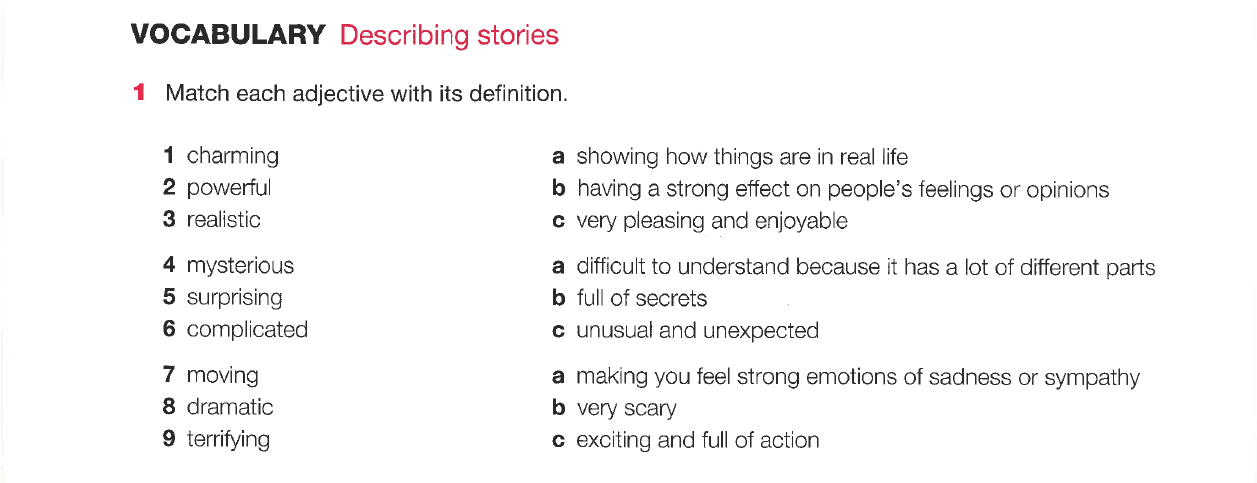 VOCABULARY Describing stories
1 Match each adjective with its definition.
1 charming
2 powerful
3 realistic
a showing how things are in real life
b having a strong effect on people's feelings or opinions
c very pleasing and enjoyable
4 mysterious
5 surprising
6 complicated
a difficult to understand because it has a lot of different parts
b full of secrets
c unusual and unexpected
7 moving
8 dramatic
9 terrifying
a making you feel strong emotions of sadness or sympathy
b very scary
c exciting and full of action